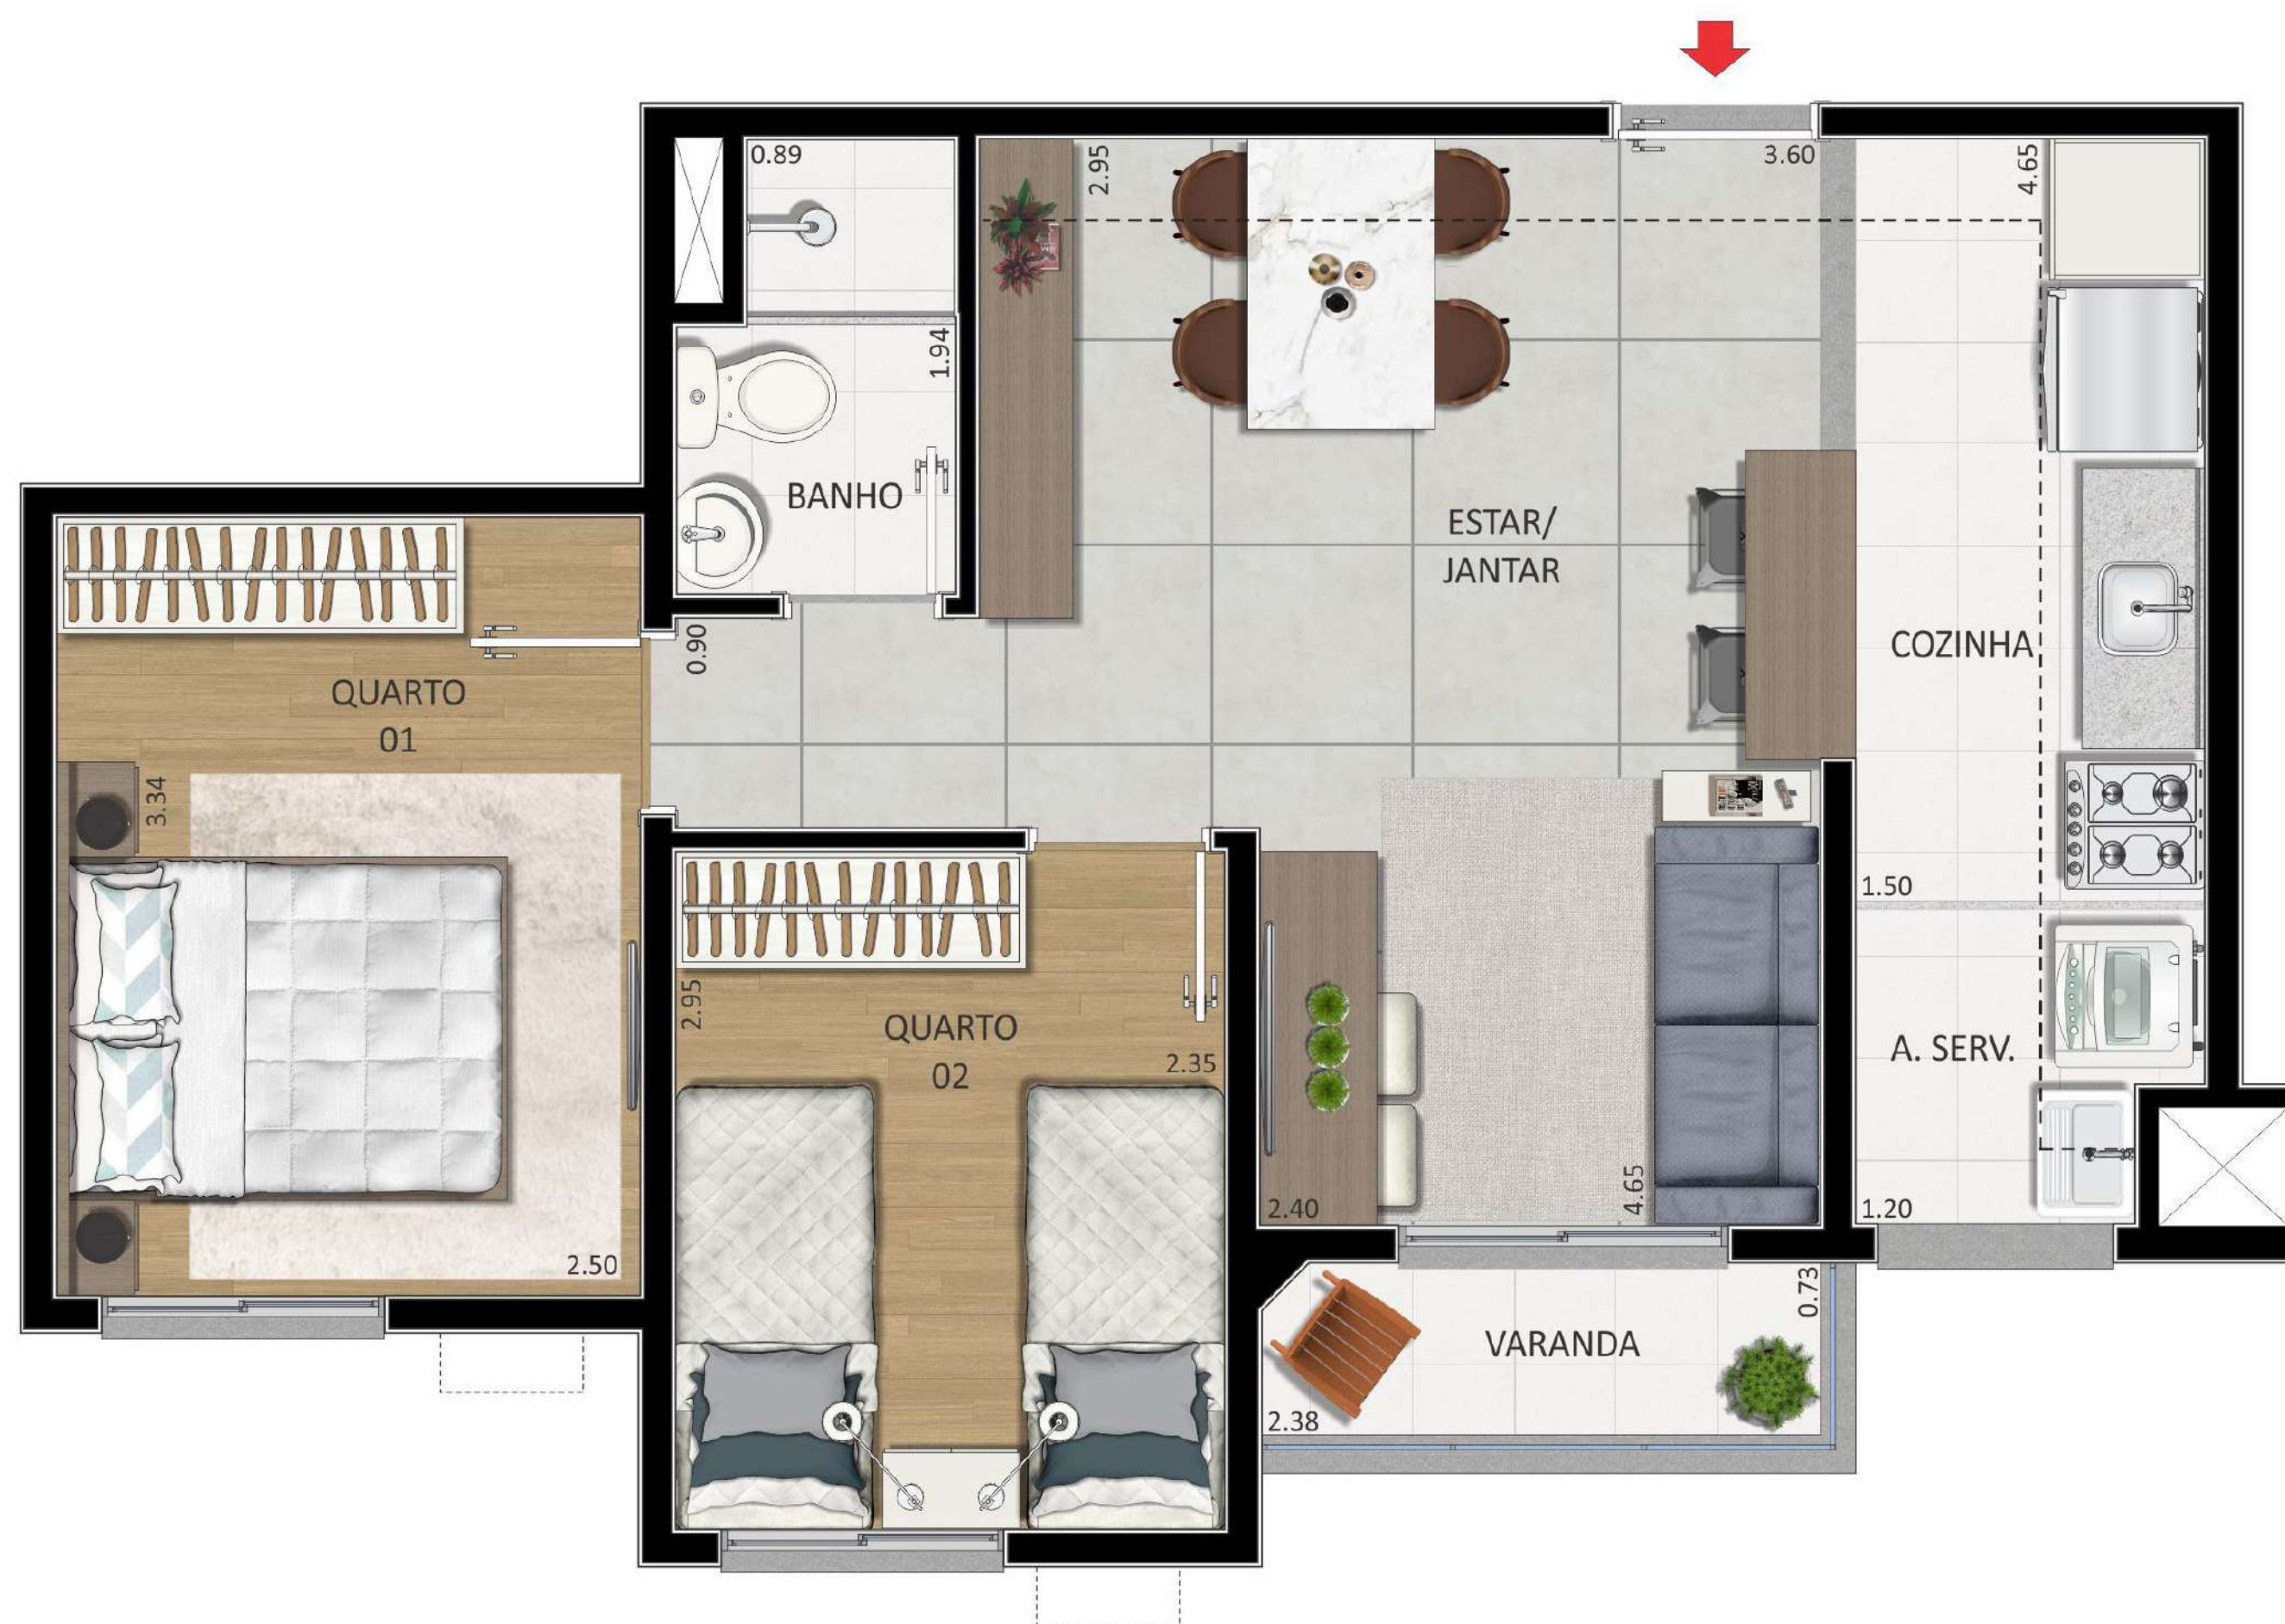 0.89
2.95
3.60
4.65
1.94
BANHO
ESTAR/
JANTAR
0.90
COZINHA
QUARTO
01
3.34
1.50
2.95
QUARTO
02
2.35
A. SERV.
2.40
4.65
1.20
2.50
0.73
VARANDA
2.38